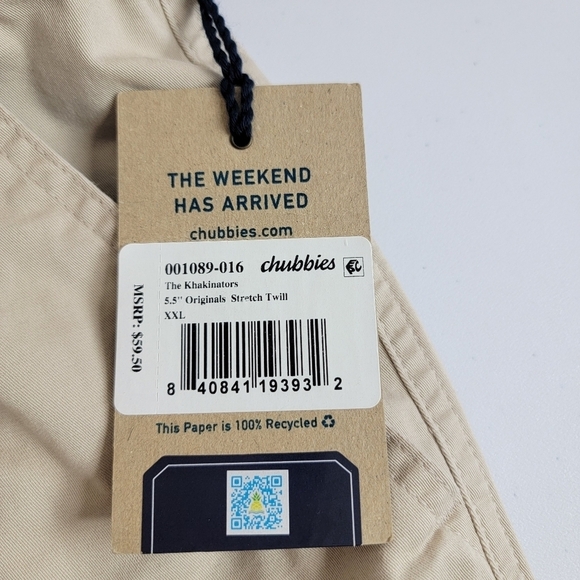 THE WEEKEND
HAS ARRIVED
chubbies.com
001089-016 chubbies
The Khakinators
5.5" Originals Stretch Twill
XXL
MSRP: $59.50
8 40841 19393 2
This Paper is 100% Recycled